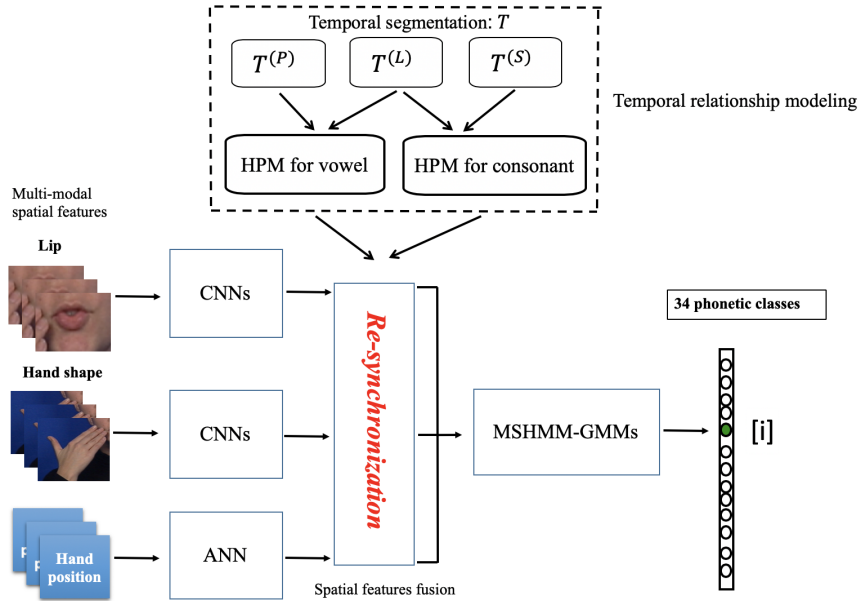 Temporal segmentation: T
T^(P) T^(L) T^(S)
Temporal relationship modeling
HPM for vowel HPM for consonant
Multi-modal
spatial features
Lip
CNNs
34 phonetic classes
Re-synchronization
Hand shape
CNNs
MSHMM-GMMs
[i]
Hand
position
ANN
Spatial features fusion